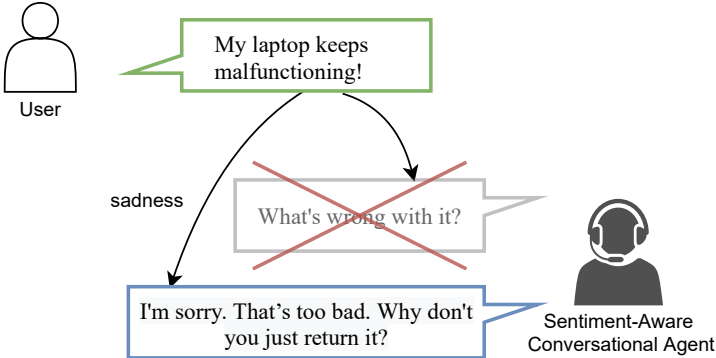 My laptop keeps
malfunctioning!
User
sadness
What's wrong with it?
I'm sorry. That's too bad. Why don't
you just return it?
Sentiment-Aware
Conversational Agent